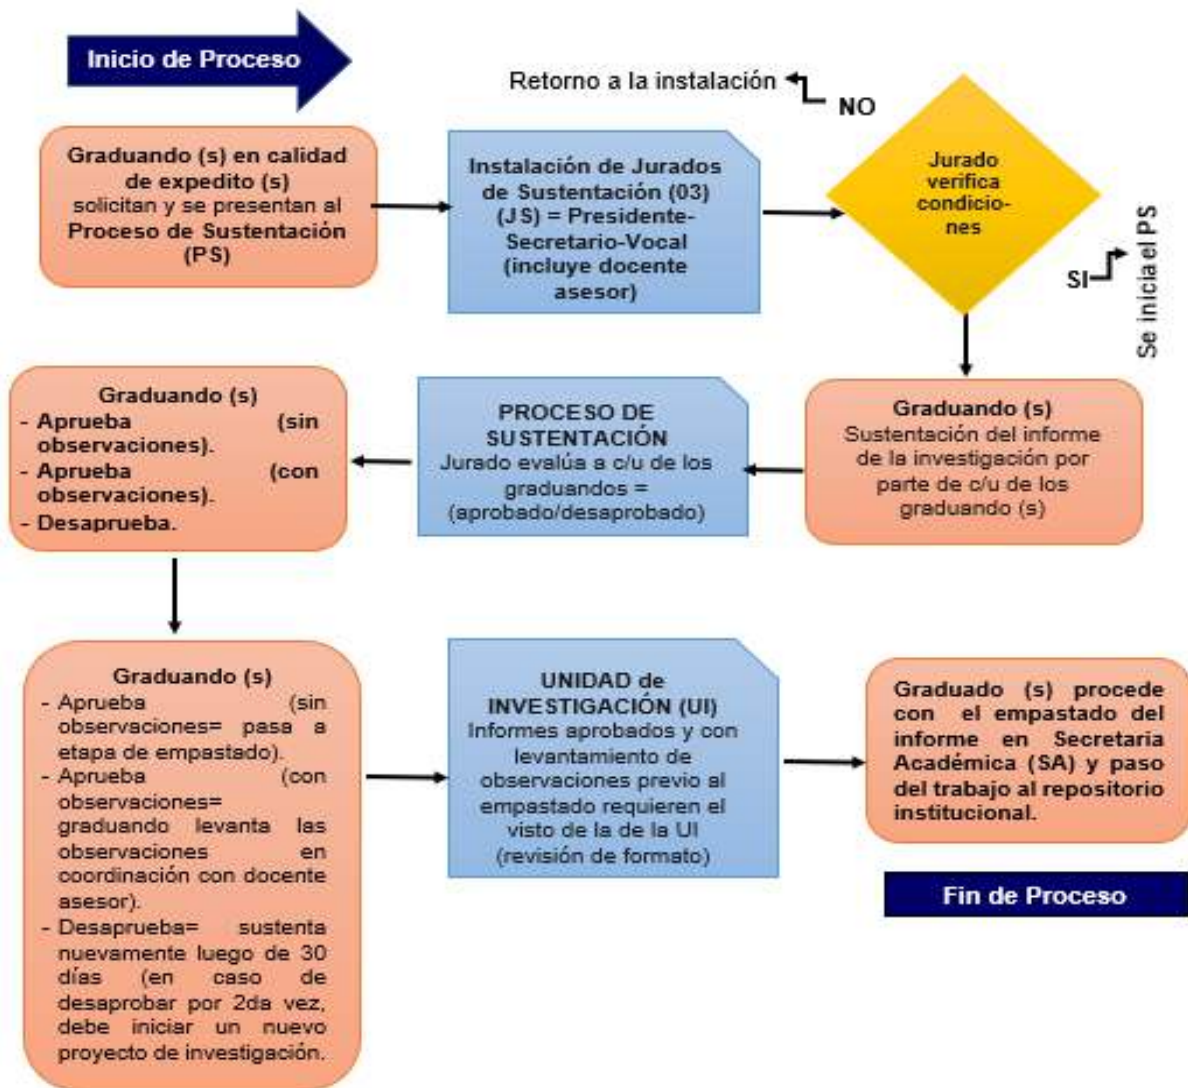 Inicio de Proceso
Graduando (s) en calidad
de expedito (s)
solicitan y se presentan al
Proceso de Sustentación
(PS)
Instalación de Jurados
de Sustentación (03)
(JS) = Presidente-
Secretario-Vocal
(incluye docente
asesor)
Retorno a la instalación
NO
Jurado
verifica
condicio-
nes
SI
Se inicia el PS
Graduando (s)
- Aprueba (sin
observaciones).
- Aprueba (con
observaciones).
- Desaprueba.
PROCESO DE
SUSTENTACIÓN
Jurado evalúa a c/u de los
graduandos =
(aprobado/desaprobado)
Graduando (s)
Sustentación del informe
de la investigación por
parte de c/u de los
graduando (s)
Graduando (s)
- Aprueba (sin
observaciones= pasa a
etapa de empastado).
- Aprueba (con
observaciones=
graduando levanta las
observaciones en
coordinación con docente
asesor).
- Desaprueba= sustenta
nuevamente luego de 30
días (en caso de
desaprobar por 2da vez,
debe iniciar un nuevo
proyecto de investigación.
UNIDAD de
INVESTIGACIÓN (UI)
Informes aprobados y con
levantamiento de
observaciones previo al
empastado requieren el
visto de la de la UI
(revisión de formato)
Graduado (s) procede
con el empastado del
informe en Secretaria
Académica (SA) y paso
del trabajo al repositorio
institucional.
Fin de Proceso